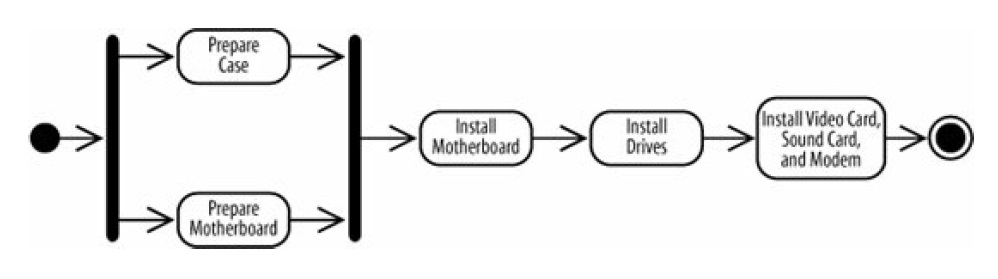 Prepare
Case
Prepare
Motherboard
Install
Motherboard
Install
Drives
Install Video Card,
Sound Card,
and Modem